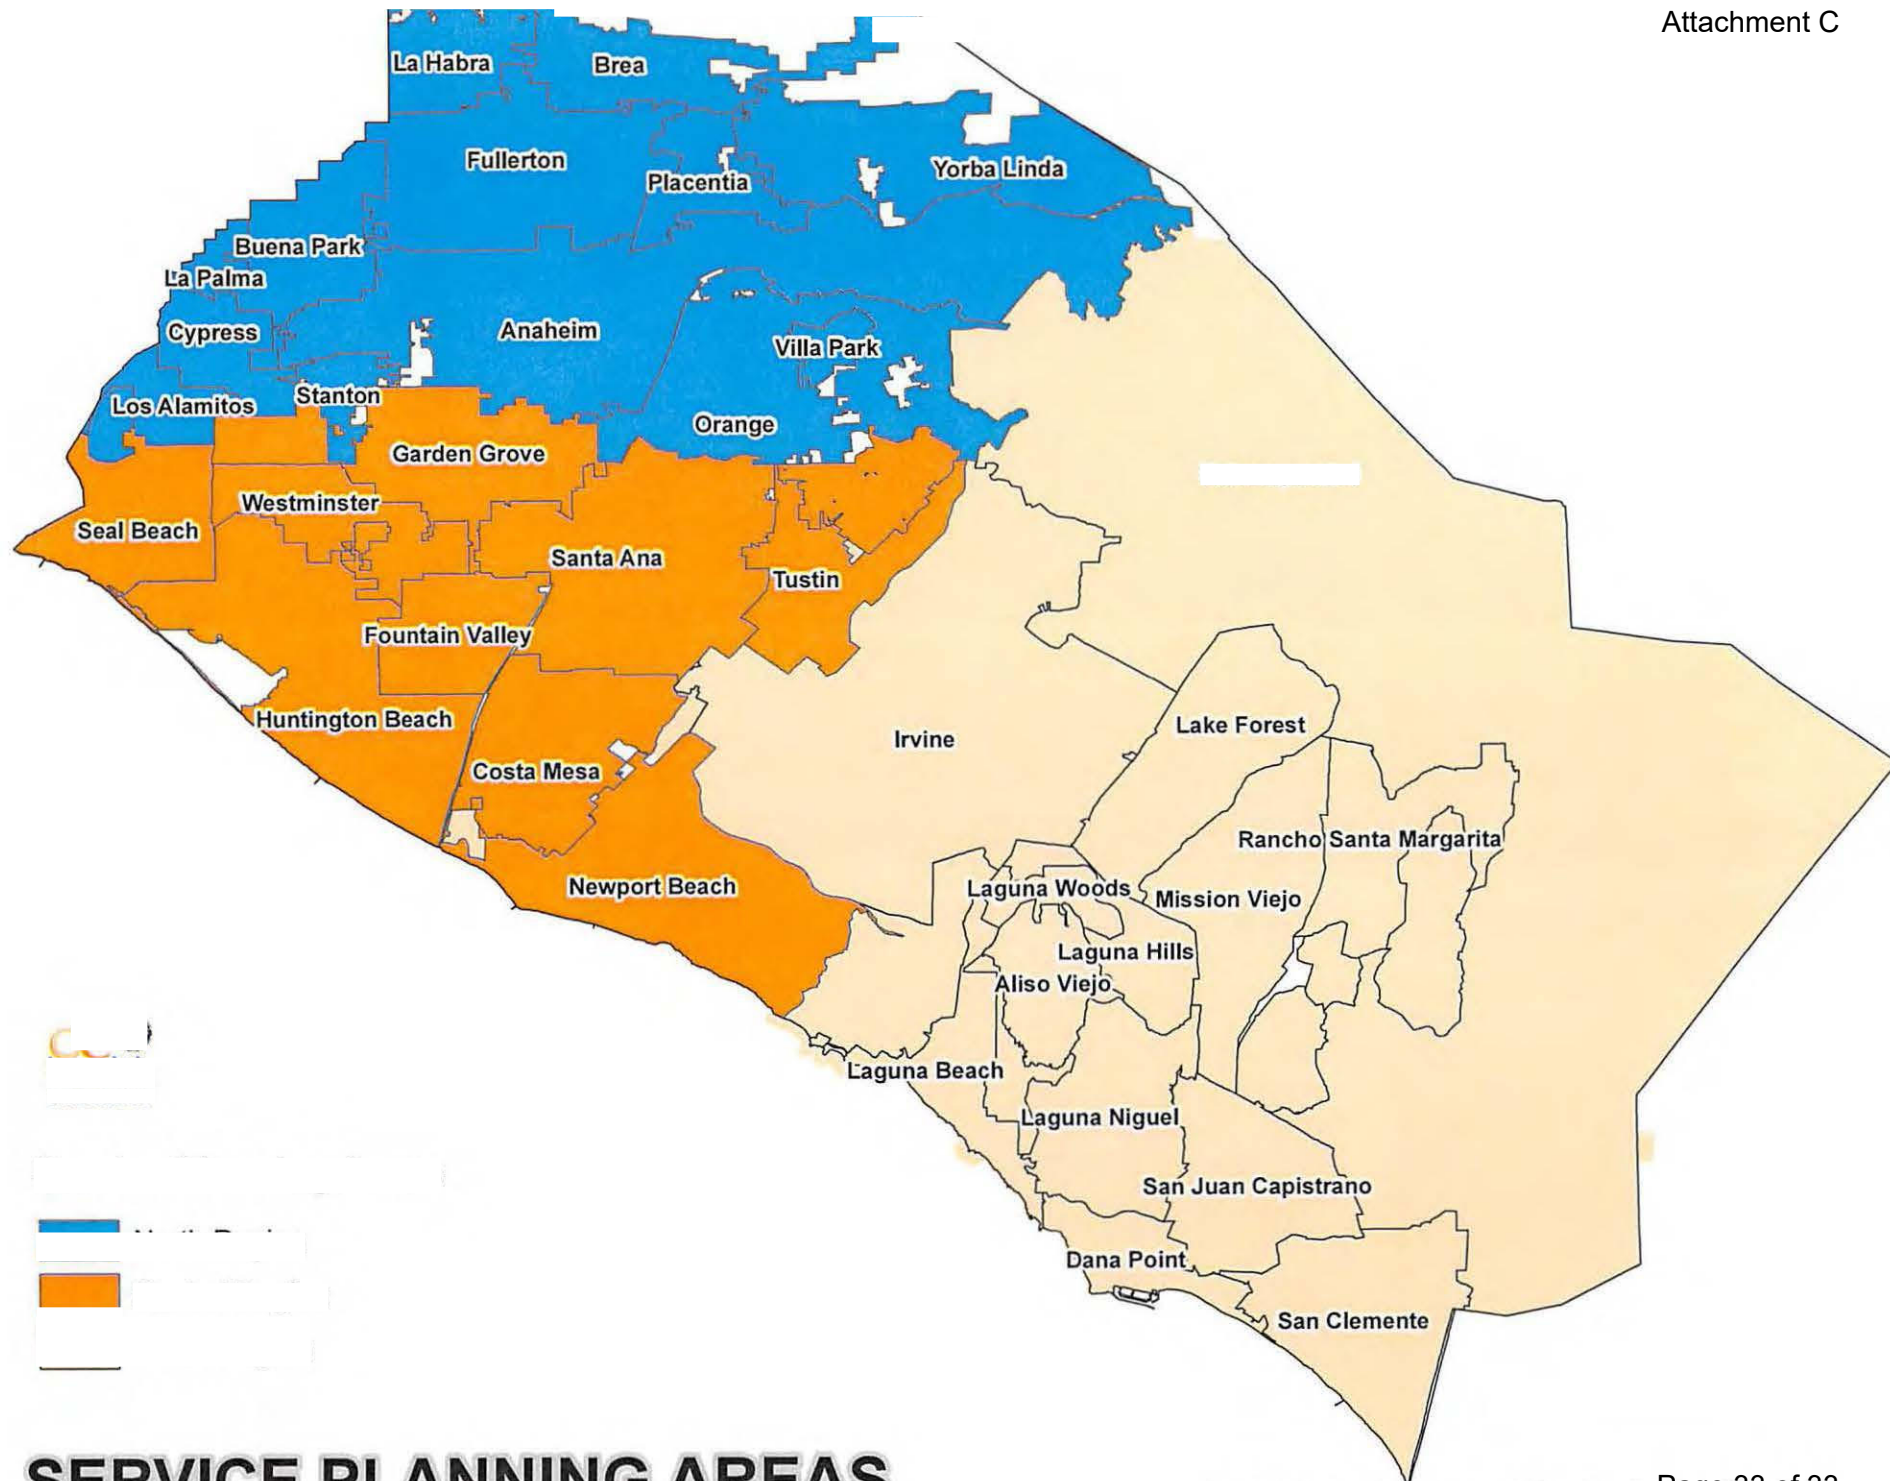 Attachment C
La Habra
Brea
Fullerton
Placentia
Yorba Linda
Buena Park
La Palma
Cypress
Anaheim
Villa Park
Stanton
Los Alamitos
Orange
Garden Grove
Westminster
Seal Beach
Santa Ana
Tustin
Fountain Valley
Huntington Beach
Costa Mesa
Irvine
Lake Forest
Rancho Santa Margarita
Newport Beach
Laguna Woods
Mission Viejo
Laguna Hills
Aliso Viejo
Laguna Beach
Laguna Niguel
San Juan Capistrano
Dana Point
San Clemente
SERVICE PLANNING AREAS